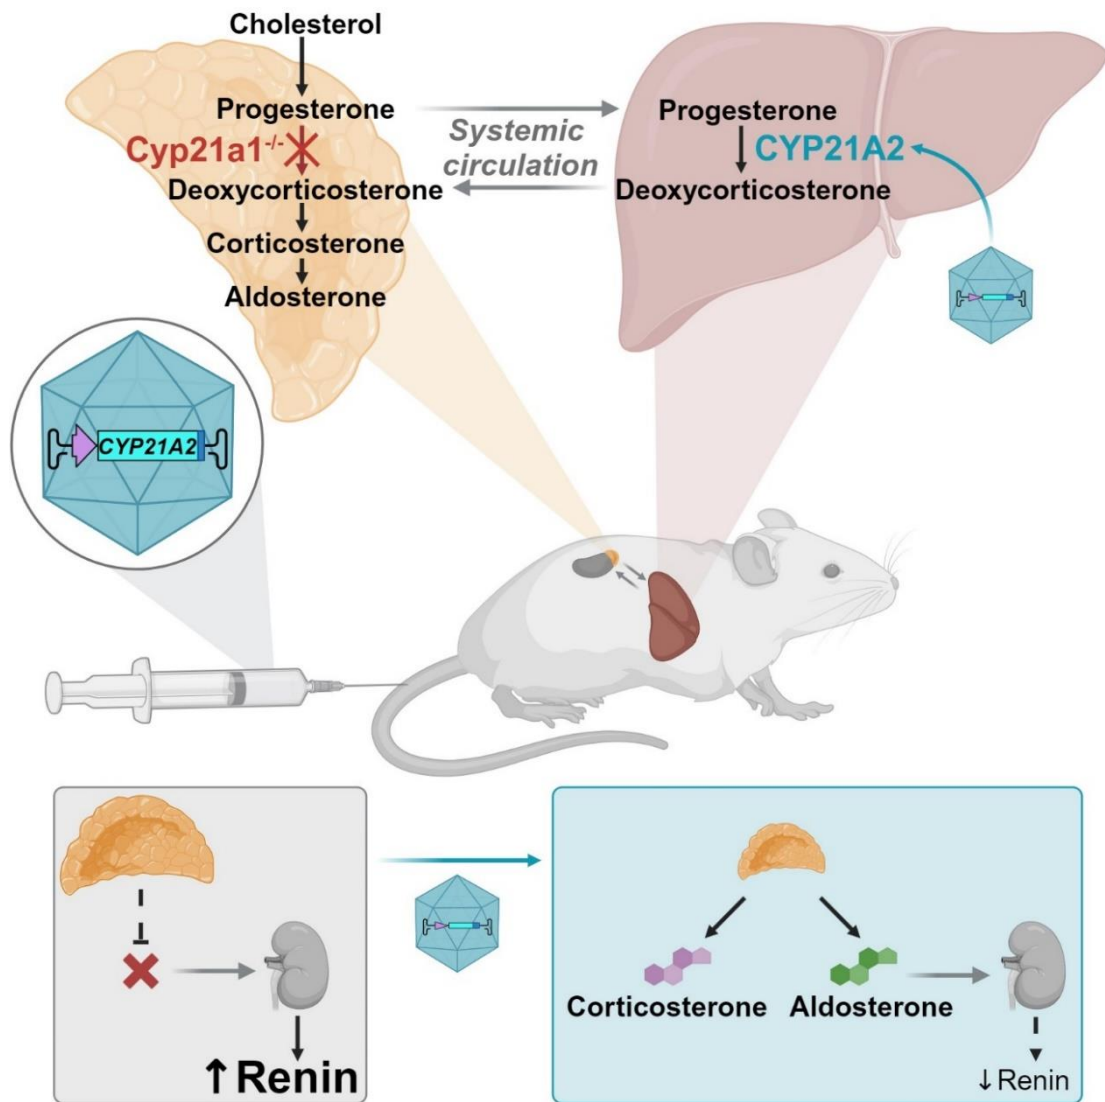 Cholesterol
Progesterone
Cyp21a1-/-
Deoxycorticosterone
Corticosterone
Aldosterone
Systemic
circulation
Progesterone
CYP21A2
Deoxycorticosterone
CYP21A2
↑Renin
Corticosterone
Aldosterone
↓Renin